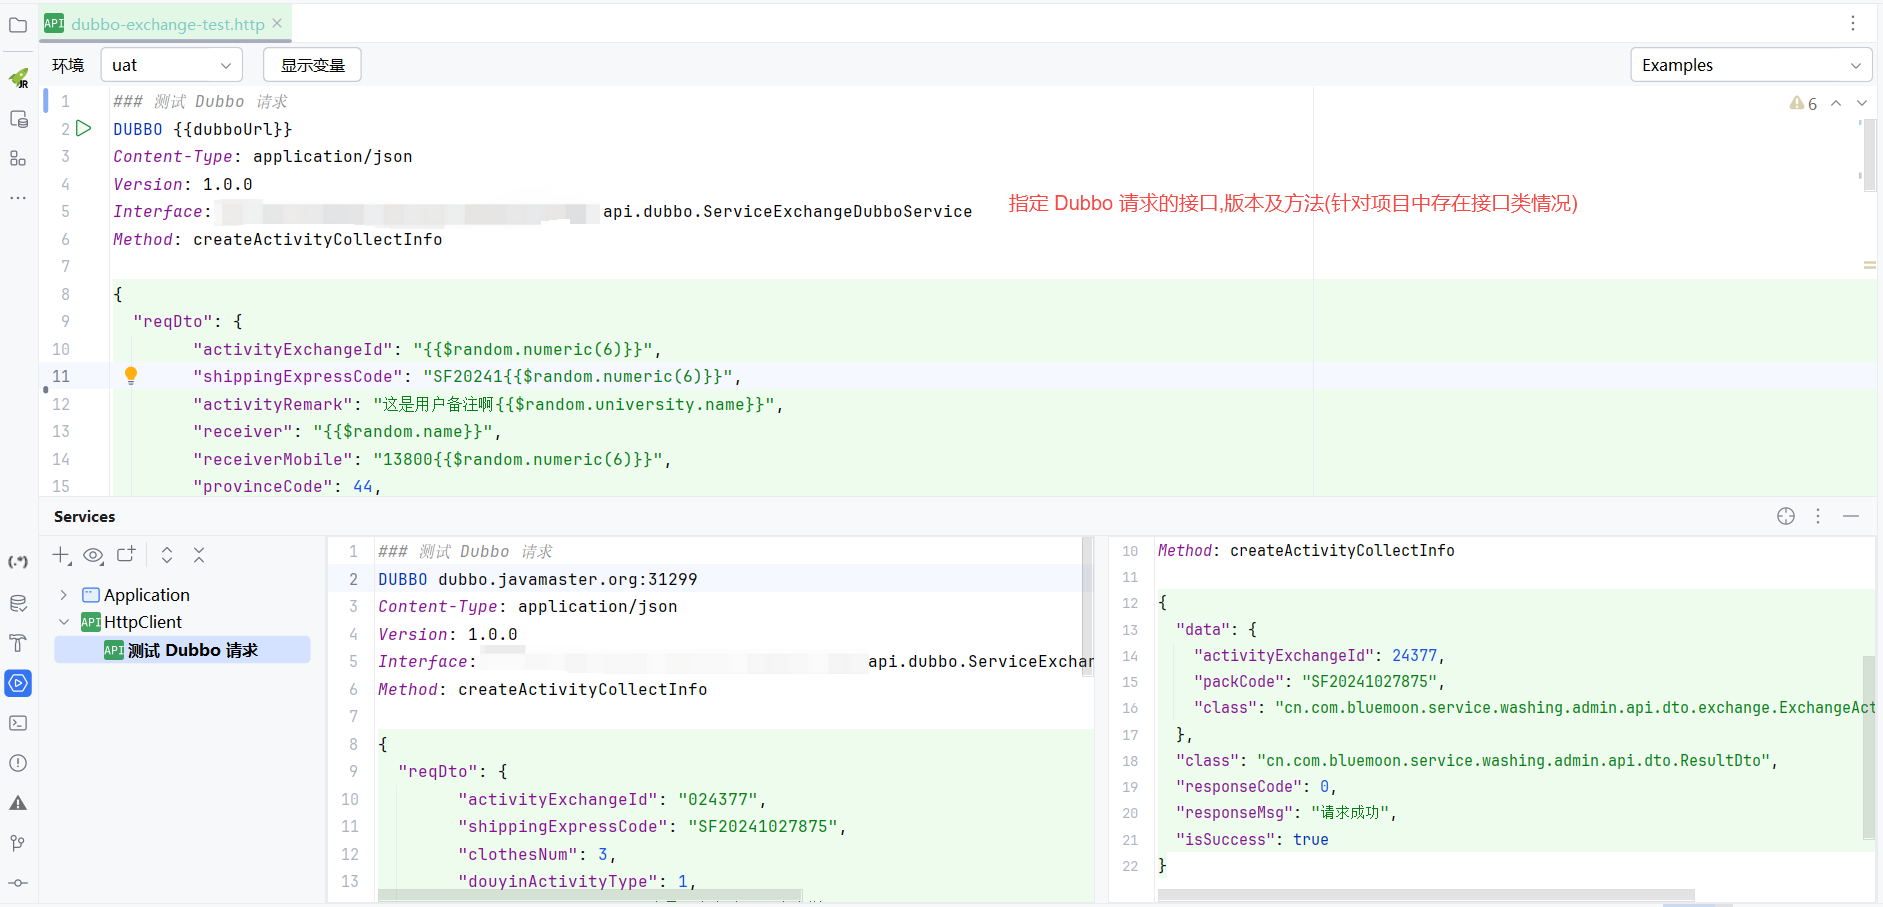 API dubbo-exchange-test.http
环境 uat 显示变量 Examples
1 ### 测试 Dubbo 请求
6
2 DUBBO {{dubboUrl}}
3 Content-Type: application/json
4 Version: 1.0.0
5 Interface: api.dubbo.ServiceExchangeDubboService
指定 Dubbo 请求的接口,版本及方法(针对项目中存在接口类情况)
6 Method: createActivityCollectInfo
7
8 {
9 "reqDto": {
10 "activityExchangeId": "{{$random.numeric(6)}}",
11 "shippingExpressCode": "SF20241{{$random.numeric(6)}}",
12 "activityRemark": "这是用户备注啊{{$random.university.name}}",
13 "receiver": "{{$random.name}}",
14 "receiverMobile": "13800{{$random.numeric(6)}}",
15 "provinceCode": 44,
Services
Application
API HttpClient
API 测试 Dubbo 请求
1 ### 测试 Dubbo 请求
2 DUBBO dubbo.javamaster.org:31299
3 Content-Type: application/json
4 Version: 1.0.0
5 Interface: api.dubbo.ServiceExchan
6 Method: createActivityCollectInfo
7
8 {
9 "reqDto": {
10 "activityExchangeId": "024377",
11 "shippingExpressCode": "SF20241027875",
12 "clothesNum": 3,
13 "douyinActivityType": 1,
10 Method: createActivityCollectInfo
11
12 {
13 "data": {
14 "activityExchangeId": 24377,
15 "packCode": "SF20241027875",
16 "class": "cn.com.bluemoon.service.washing.admin.api.dto.exchange.ExchangeAct
17 },
18 "class": "cn.com.bluemoon.service.washing.admin.api.dto.ResultDto",
19 "responseCode": 0,
20 "responseMsg": "请求成功",
21 "isSuccess": true
22 }